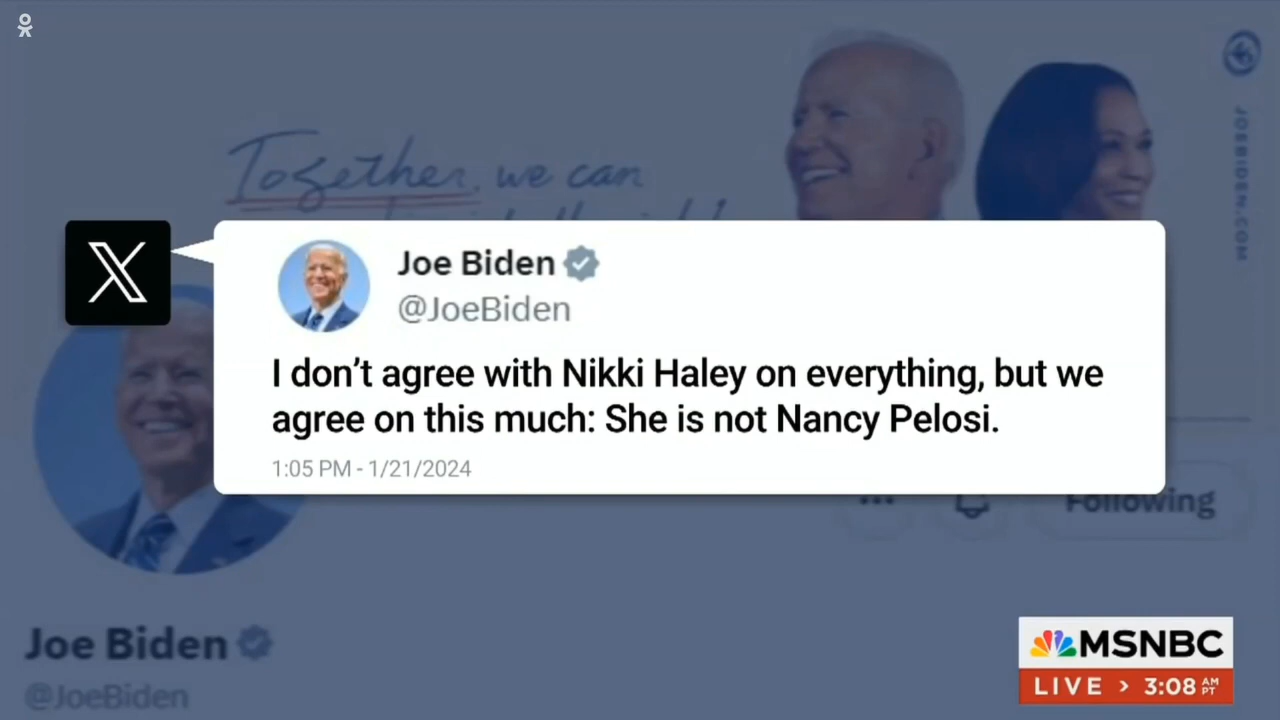 Together, we can
JOEBIDEN.COM
X
Joe Biden
@JoeBiden
I don't agree with Nikki Haley on everything, but we
agree on this much: She is not Nancy Pelosi.
1:05 PM - 1/21/2024
Following
Joe Biden
@JoeBiden
MSNBC
LIVE > 3:08 AM PT